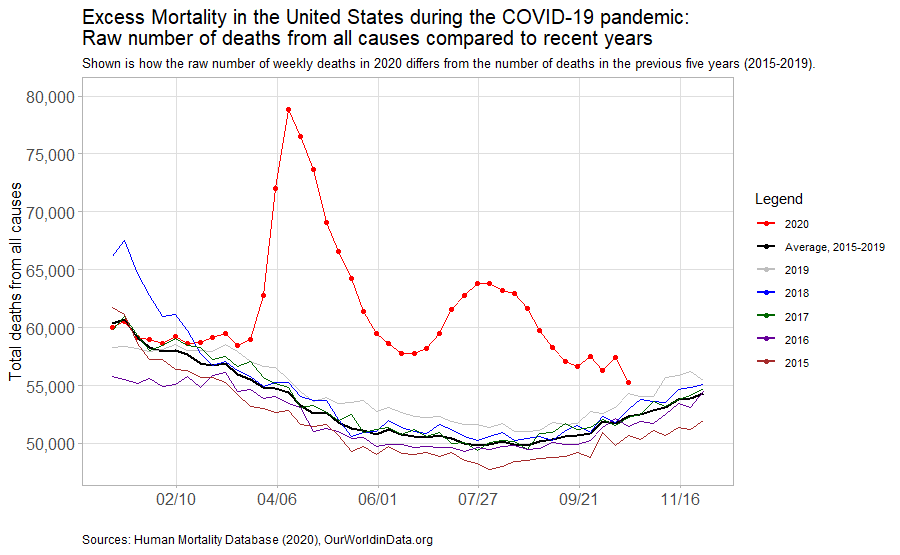 Excess Mortality in the United States during the COVID-19 pandemic:
Raw number of deaths from all causes compared to recent years
Shown is how the raw number of weekly deaths in 2020 differs from the number of deaths in the previous five years (2015-2019).
Total deaths from all causes
80,000
75,000
70,000
65,000
60,000
55,000
50,000
02/10
04/06
06/01
07/27
09/21
11/16
Legend
2020
Average, 2015-2019
2019
2018
2017
2016
2015
Sources: Human Mortality Database (2020), OurWorldinData.org